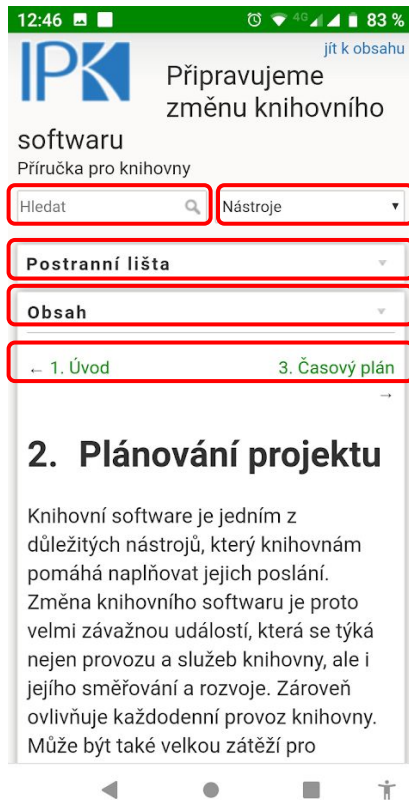 12:46 4G 83 %
jít k obsahu
IPK
Připravujeme
změnu knihovního
softwaru
Příručka pro knihovny
Hledat Nástroje
Postranní lišta
Obsah
← 1. Úvod 3. Časový plán
→
2. Plánování projektu
Knihovní software je jedním z
důležitých nástrojů, který knihovnám
pomáhá naplňovat jejich poslání.
Změna knihovního softwaru je proto
velmi závažnou událostí, která se týká
nejen provozu a služeb knihovny, ale i
jejího směřování a rozvoje. Zároveň
ovlivňuje každodenní provoz knihovny.
Může být také velkou zátěží pro